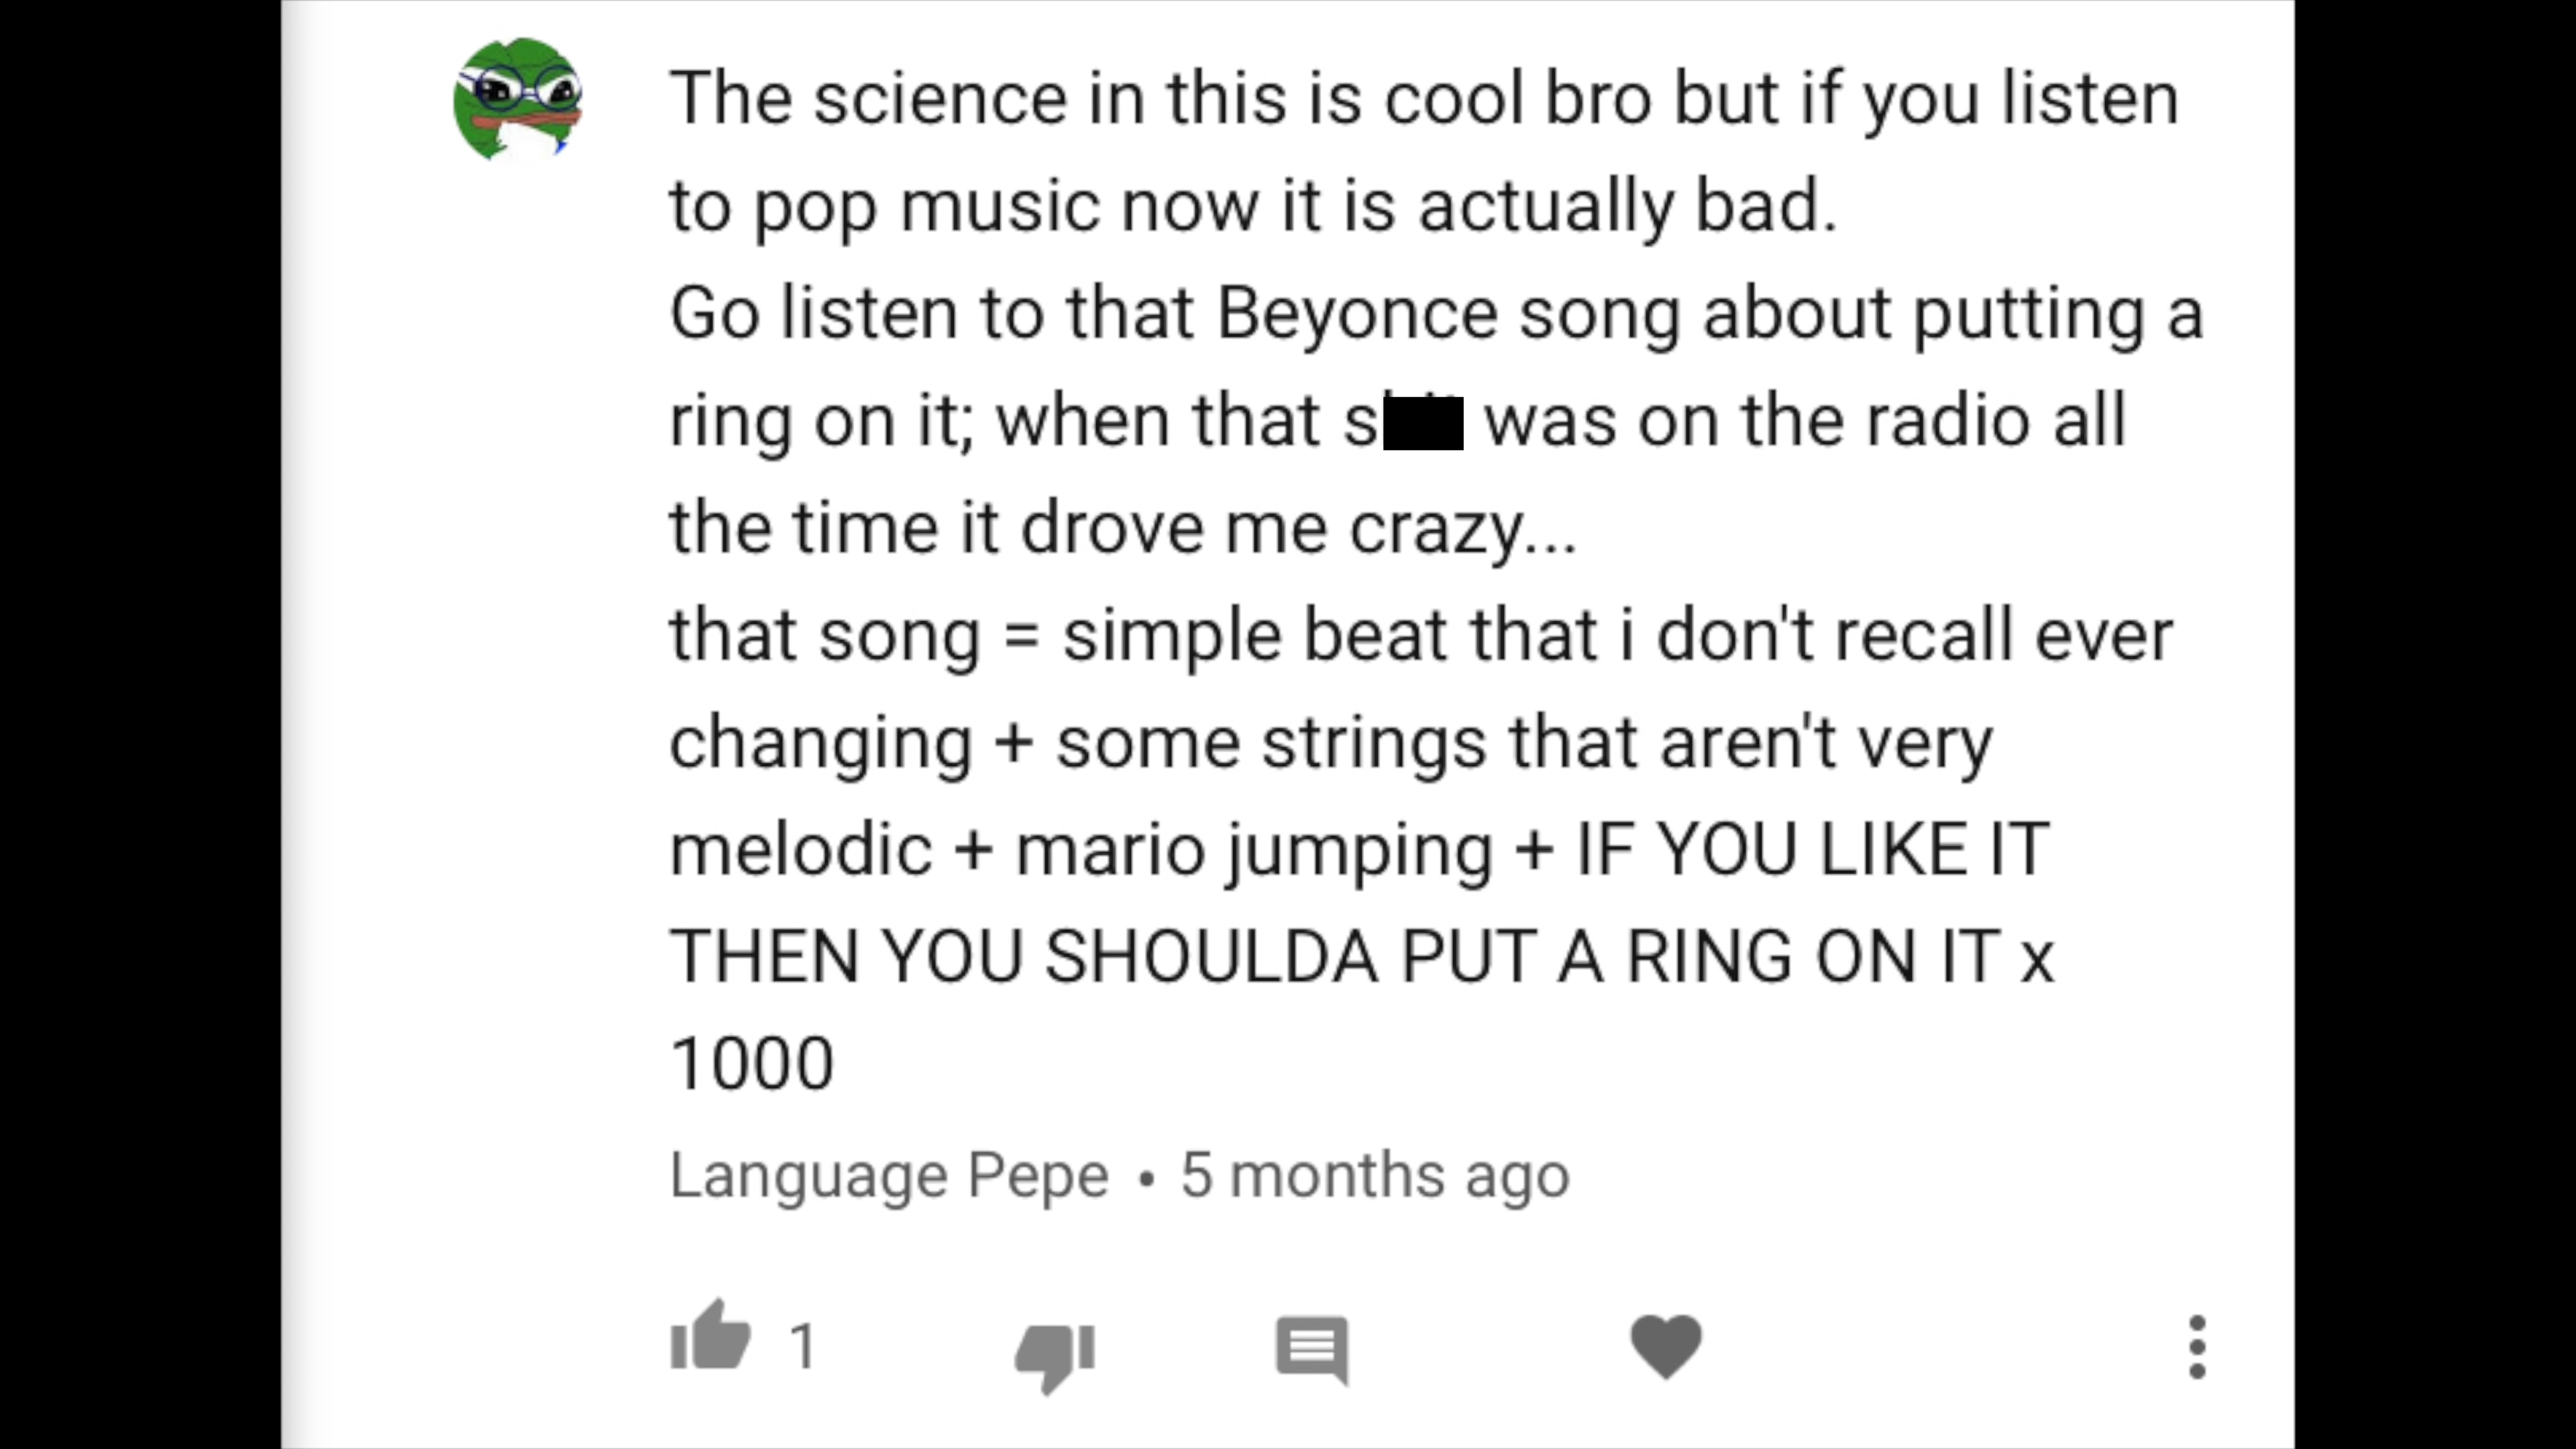 The science in this is cool bro but if you listen
to pop music now it is actually bad.
Go listen to that Beyonce song about putting a
ring on it; when that s was on the radio all
the time it drove me crazy...
that song = simple beat that i don't recall ever
changing + some strings that aren't very
melodic + mario jumping + IF YOU LIKE IT
THEN YOU SHOULDA PUT A RING ON IT x
1000
Language Pepe • 5 months ago
1